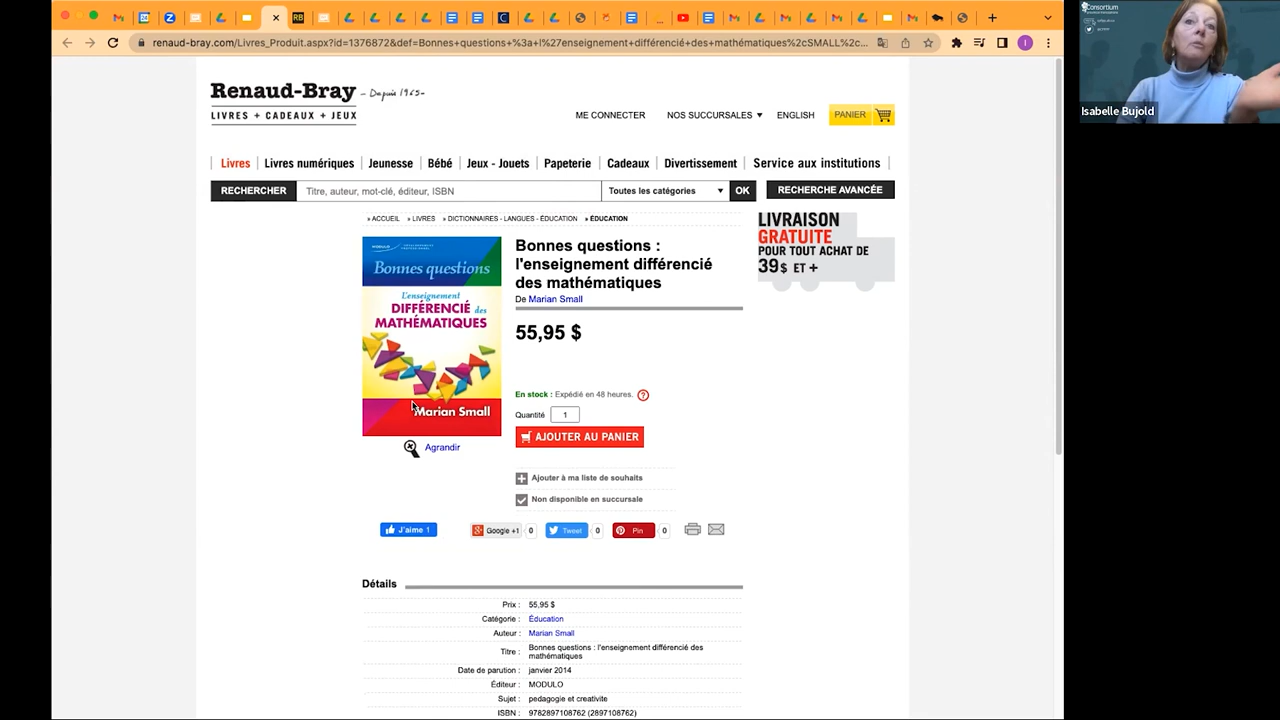 renaud-bray.com/Livres_Produit.aspx?id=1376872&def=Bonnes+questions+%3a+l%27enseignement+différencié+des+mathématiques%2cSMALL%2c...
Consortium
Isabelle Bujold
Renaud-Bray
- Depuis 1965-
LIVRES + CADEAUX + JEUX
ME CONNECTER
NOS SUCCURSALES
ENGLISH
PANIER
Livres
Livres numériques
Jeunesse
Bébé
Jeux - Jouets
Papeterie
Cadeaux
Divertissement
Service aux institutions
RECHERCHER
Titre, auteur, mot-clé, éditeur, ISBN
Toutes les catégories
OK
RECHERCHE AVANCÉE
» ACCUEIL » LIVRES » DICTIONNAIRES - LANGUES - ÉDUCATION » ÉDUCATION
LIVRAISON
GRATUITE
POUR TOUT ACHAT DE
39$ ET +
MODULO
Bonnes questions
L'enseignement
DIFFÉRENCIÉ des
MATHÉMATIQUES
Marian Small
Agrandir
Bonnes questions :
l'enseignement différencié
des mathématiques
De Marian Small
55,95 $
En stock : Expédié en 48 heures. ?
Quantité 1
AJOUTER AU PANIER
Ajouter à ma liste de souhaits
Non disponible en succursale
J'aime 1
Google +1 0
Tweet 0
Pin 0
Détails
Prix : 55,95 $
Catégorie : Éducation
Auteur : Marian Small
Titre : Bonnes questions : l'enseignement différencié des
mathématiques
Date de parution : janvier 2014
Éditeur : MODULO
Sujet : pedagogie et creativite
ISBN : 9782897108762 (2897108762)